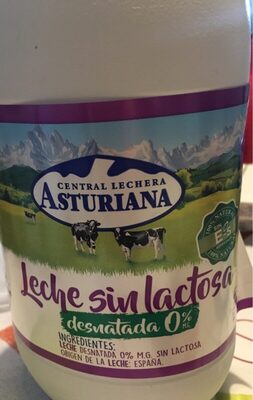 CENTRAL LECHERA
ASTURIANA
Leche sin lactosa
desnatada 0% M.G.
INGREDIENTES:
LECHE DESNATADA 0% M.G. SIN LACTOSA
ORIGEN DE LA LECHE: ESPAÑA.